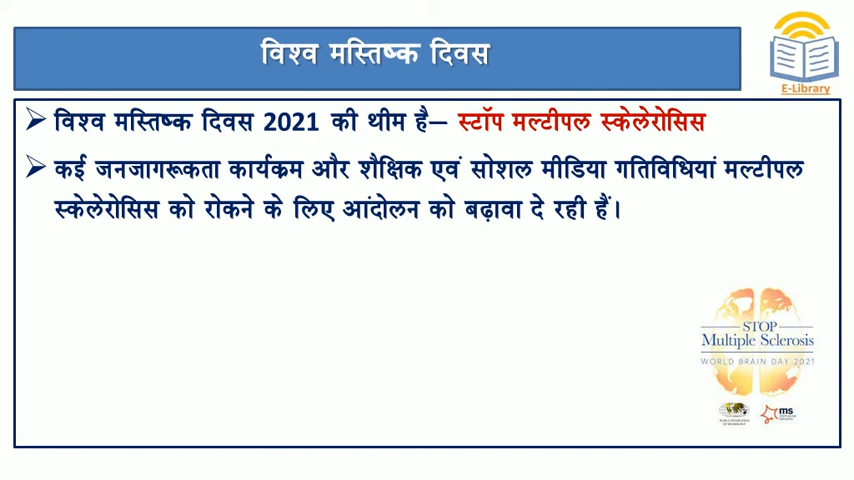 विश्व मस्तिष्क दिवस
E-Library
➢ विश्व मस्तिष्क दिवस 2021 की थीम है— स्टॉप मल्टीपल स्केलेरोसिस
➢ कई जनजागरूकता कार्यक्रम और शैक्षिक एवं सोशल मीडिया गतिविधियां मल्टीपल
स्केलेरोसिस को रोकने के लिए आंदोलन को बढ़ावा दे रही हैं।
STOP
Multiple Sclerosis
WORLD BRAIN DAY 2021
ms